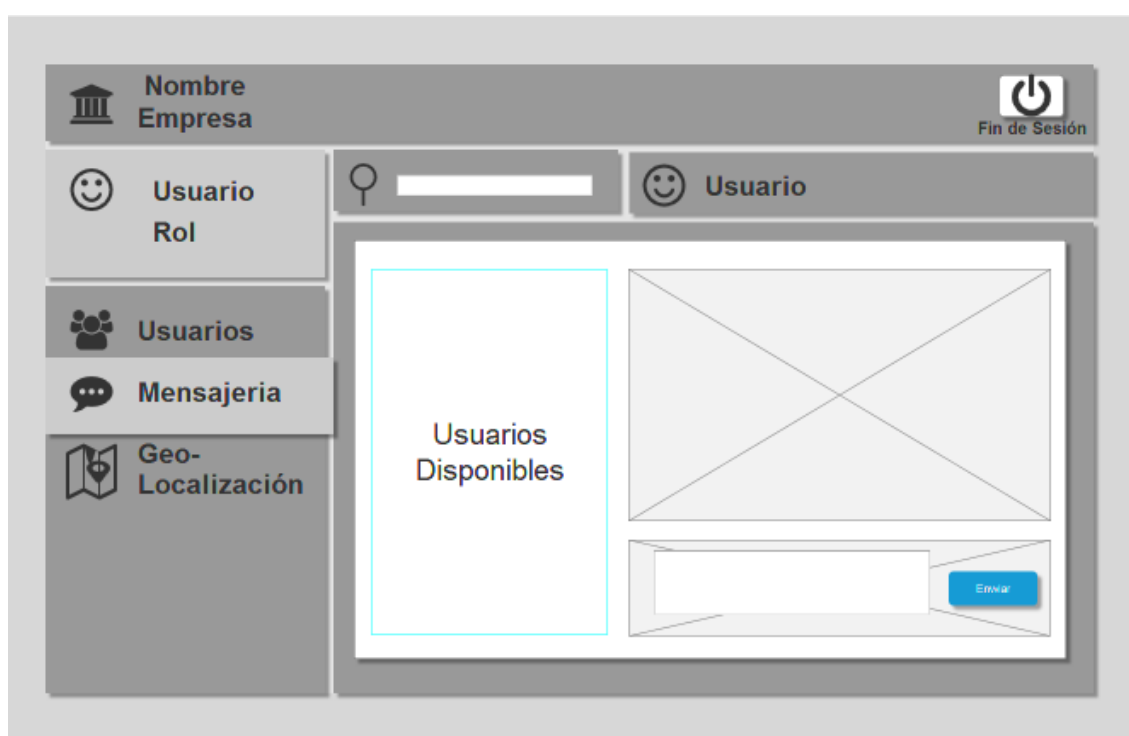 Nombre
Empresa
Fin de Sesión
Usuario
Rol
Usuario
Usuarios
Mensajeria
Geo-
Localización
Usuarios
Disponibles
Enviar